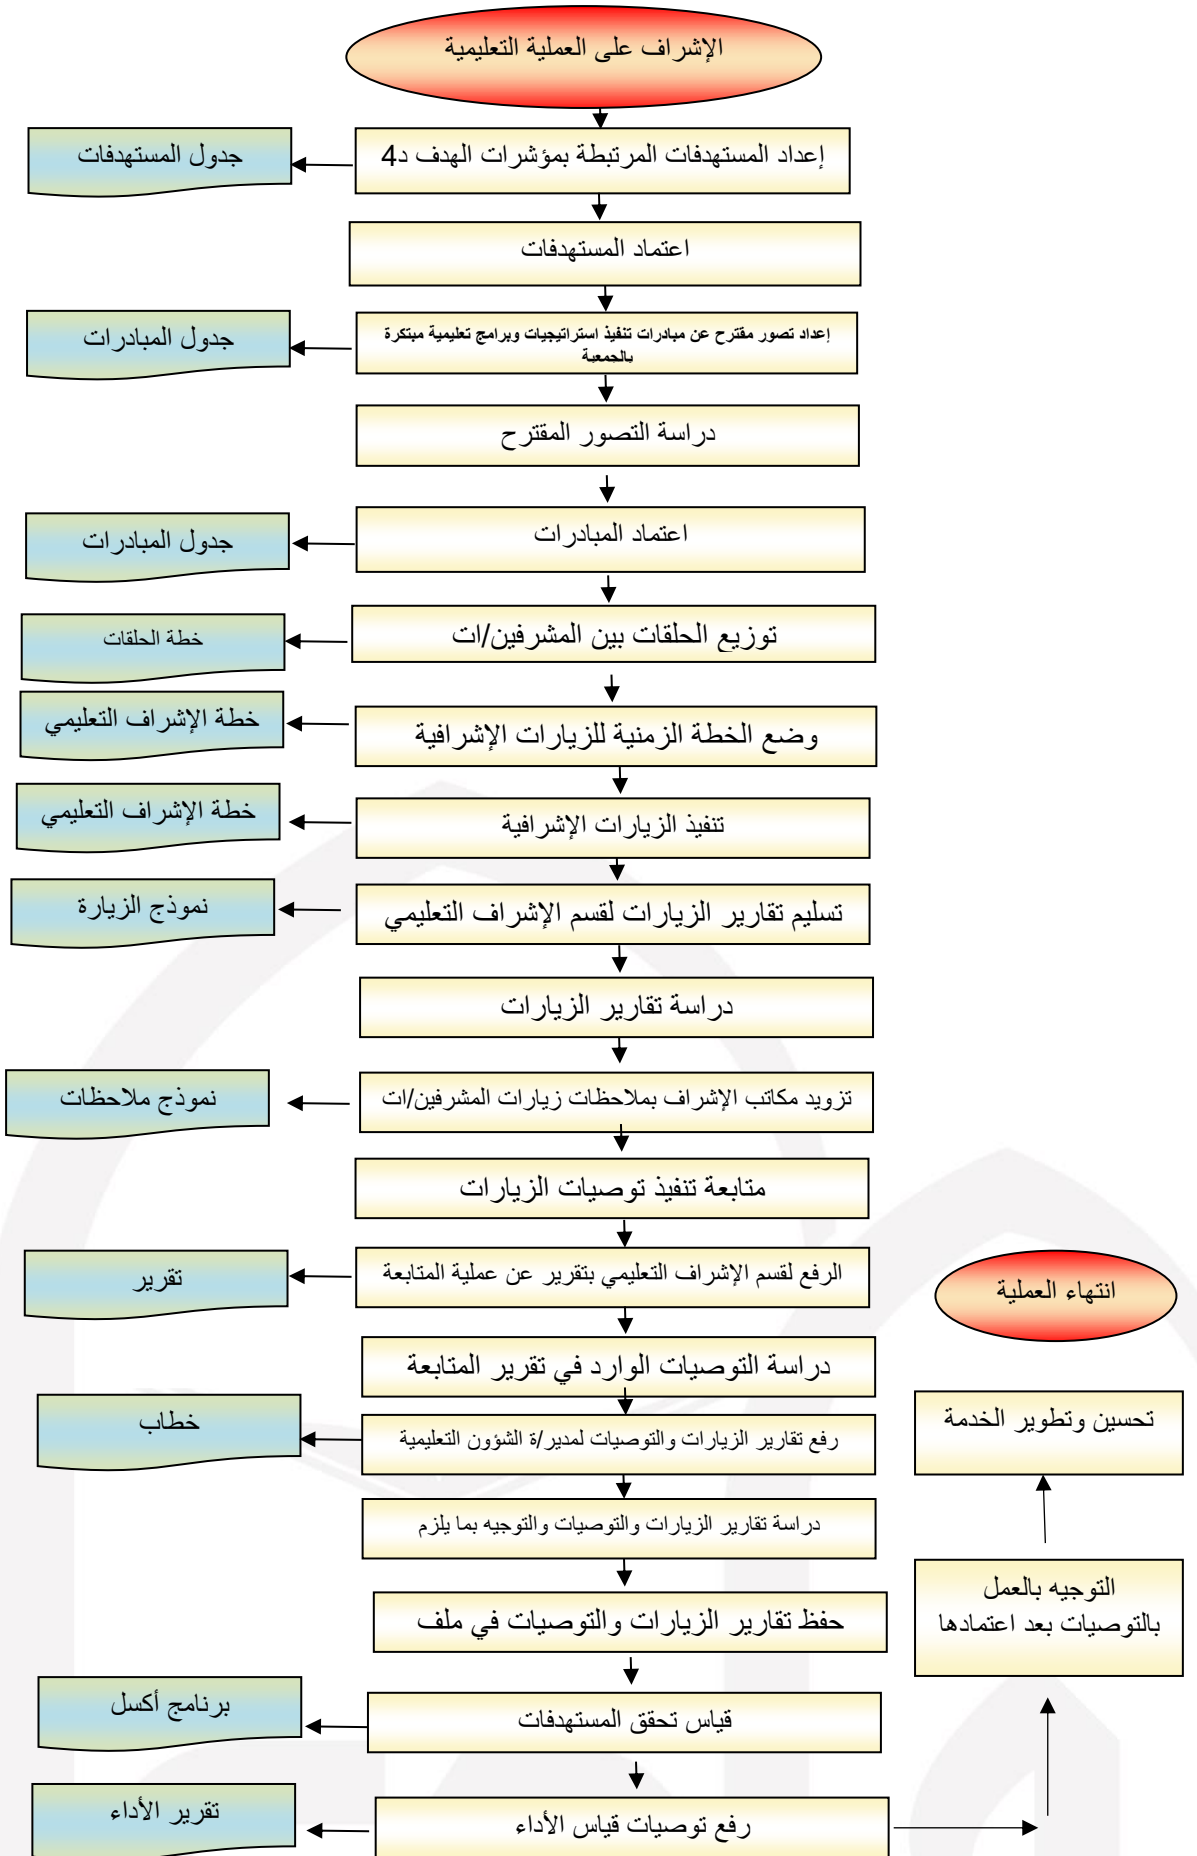 الإشراف على العملية التعليمية
إعداد المستهدفات المرتبطة بمؤشرات الهدف د4
جدول المستهدفات
اعتماد المستهدفات
إعداد تصور مقترح عن مبادرات تنفيذ استراتيجيات وبرامج تعليمية مبتكرة
بالجمعية
جدول المبادرات
دراسة التصور المقترح
اعتماد المبادرات
جدول المبادرات
توزيع الحلقات بين المشرفين/ات
خطة الحلقات
وضع الخطة الزمنية للزيارات الإشرافية
خطة الإشراف التعليمي
تنفيذ الزيارات الإشرافية
خطة الإشراف التعليمي
تسليم تقارير الزيارات لقسم الإشراف التعليمي
نموذج الزيارة
دراسة تقارير الزيارات
تزويد مكاتب الإشراف بملاحظات زيارات المشرفين/ات
نموذج ملاحظات
متابعة تنفيذ توصيات الزيارات
الرفع لقسم الإشراف التعليمي بتقرير عن عملية المتابعة
تقرير
دراسة التوصيات الوارد في تقرير المتابعة
رفع تقارير الزيارات والتوصيات لمدير/ة الشؤون التعليمية
خطاب
دراسة تقارير الزيارات والتوصيات والتوجيه بما يلزم
حفظ تقارير الزيارات والتوصيات في ملف
قياس تحقق المستهدفات
برنامج أكسل
رفع توصيات قياس الأداء
تقرير الأداء
التوجيه بالعمل
بالتوصيات بعد اعتمادها
تحسين وتطوير الخدمة
انتهاء العملية